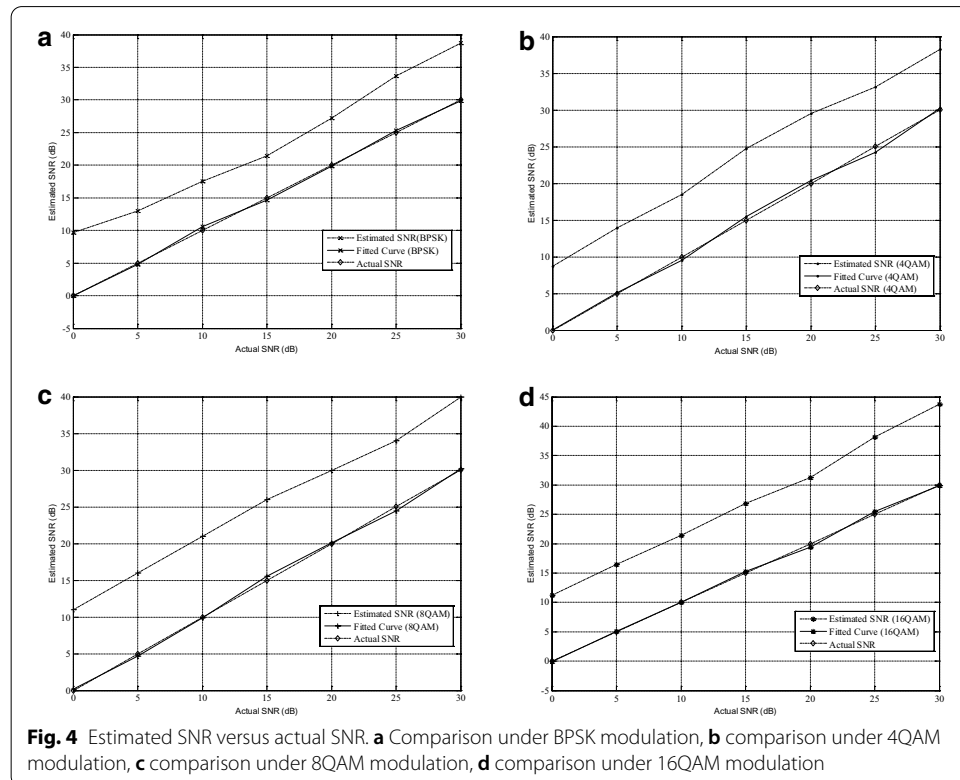 a
40
35
30
25
20
15
10
5
0
-5
Estimated SNR (dB)
Estimated SNR(BPSK)
Fitted Curve (BPSK)
Actual SNR
0 5 10 15 20 25 30
Actual SNR (dB)
b
40
35
30
25
20
15
10
5
0
Estimated SNR (dB)
Estimated SNR (4QAM)
Fitted Curve (4QAM)
Actual SNR (4QAM)
0 5 10 15 20 25 30
Actual SNR (dB)
c
40
35
30
25
20
15
10
5
0
Estimated SNR (dB)
Estimated SNR (8QAM)
Fitted Curve (8QAM)
Actual SNR
0 5 10 15 20 25 30
Actual SNR (dB)
d
45
40
35
30
25
20
15
10
5
0
-5
Estimated SNR (dB)
Estimated SNR (16QAM)
Fitted Curve (16QAM)
Actual SNR
0 5 10 15 20 25 30
Actual SNR (dB)
Fig. 4 Estimated SNR versus actual SNR. a Comparison under BPSK modulation, b comparison under 4QAM
modulation, c comparison under 8QAM modulation, d comparison under 16QAM modulation